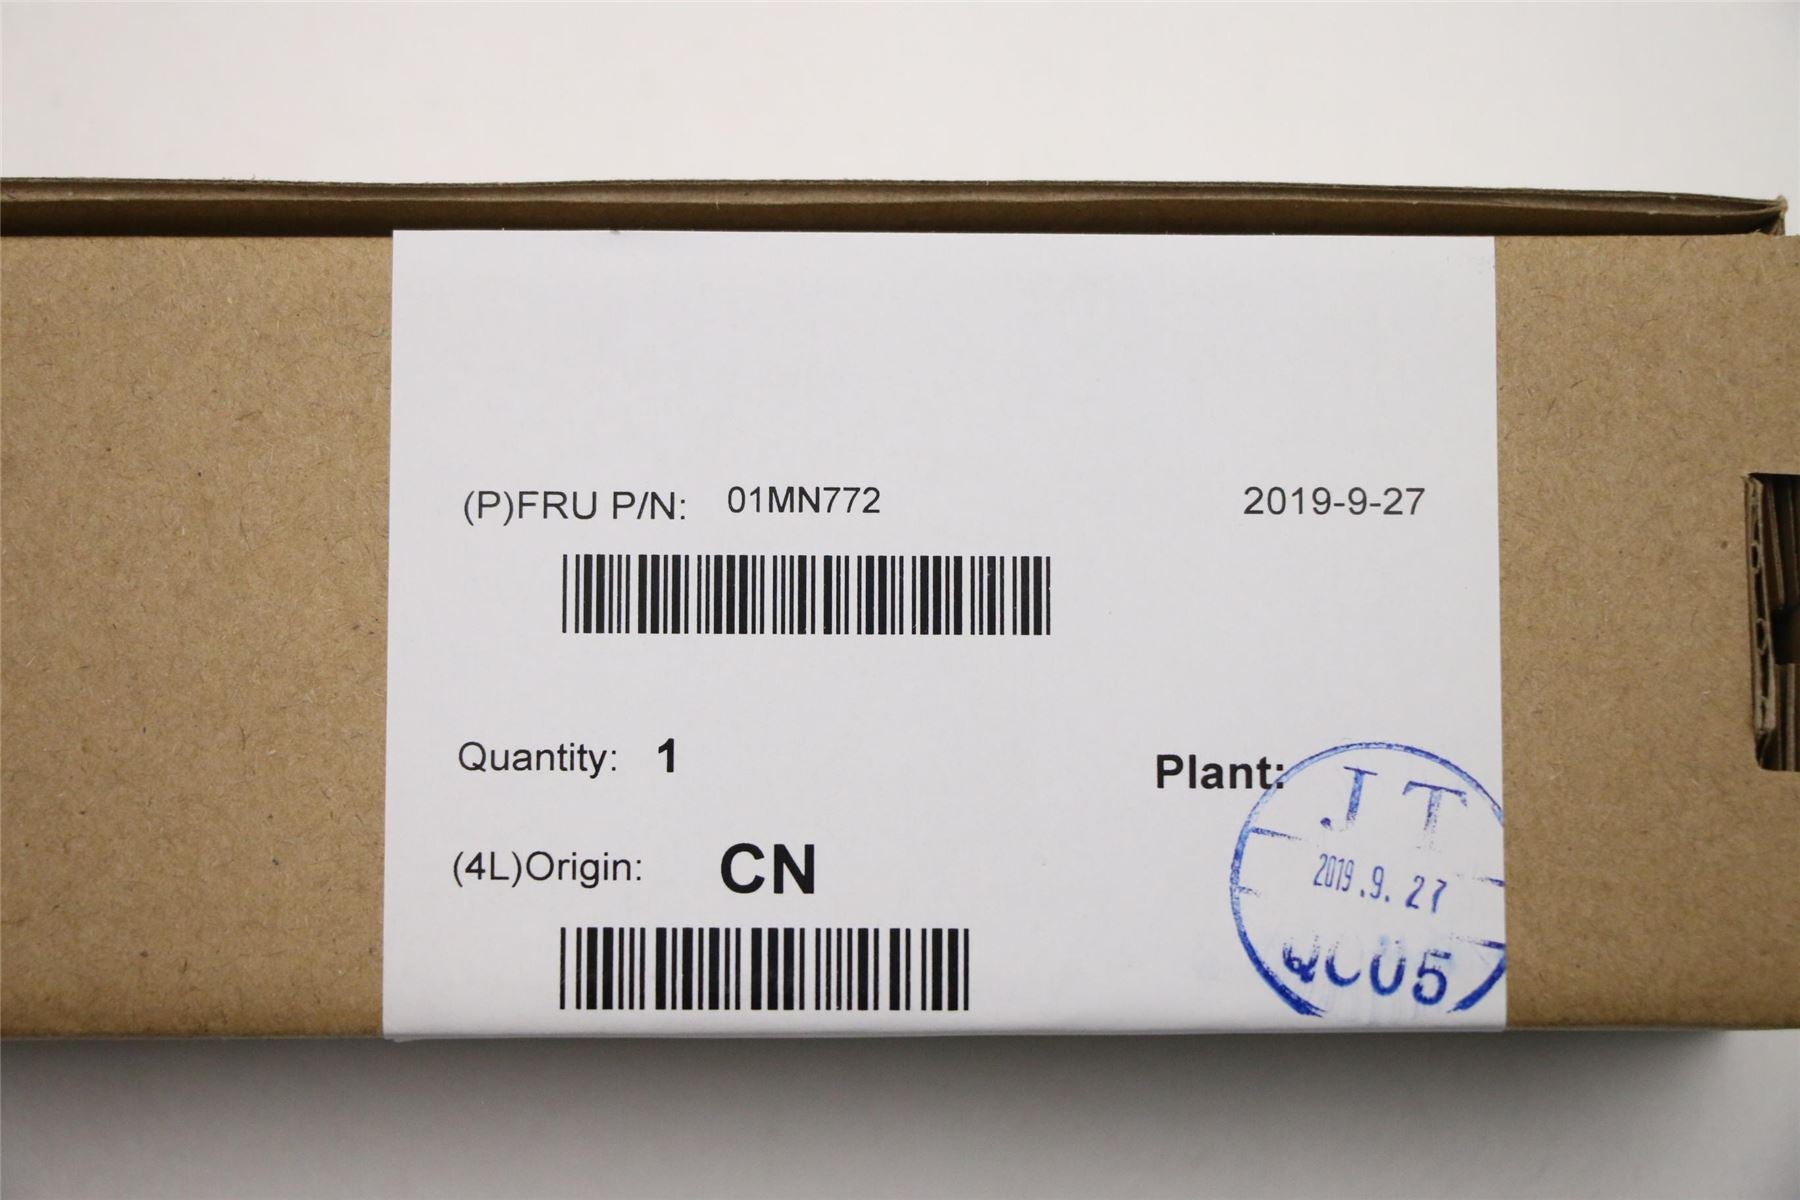 (P)FRU P/N: 01MN772 2019-9-27
Quantity: 1 Plant:
(4L)Origin: CN
JT
2019.9.27
QC05